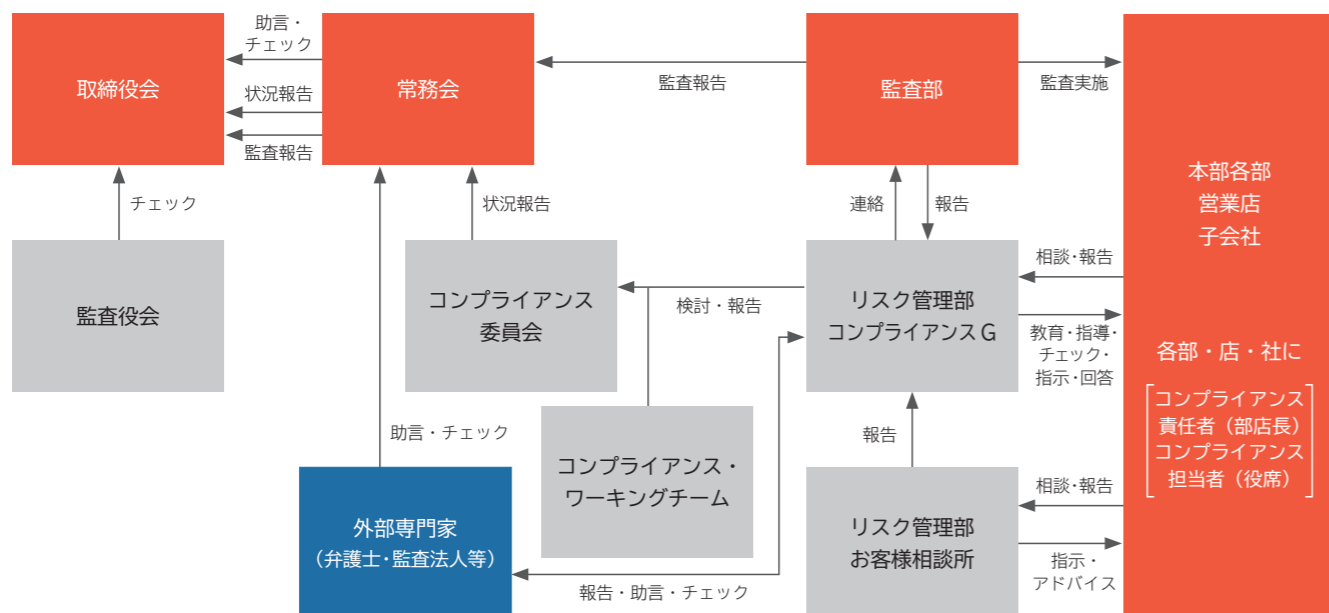 助言・
チェック
取締役会
状況報告
監査報告
常務会
監査報告
監査部
監査実施
チェック
状況報告
連絡
報告
本部各部
営業店
子会社
監査役会
コンプライアンス
委員会
検討・報告
リスク管理部
コンプライアンスG
相談・報告
教育・指導・
チェック・
指示・回答
各部・店・社に
コンプライアンス
責任者（部店長）
コンプライアンス
担当者（役席）
助言・チェック
コンプライアンス・
ワーキングチーム
報告
外部専門家
（弁護士・監査法人等）
リスク管理部
お客様相談所
相談・報告
指示・
アドバイス
報告・助言・チェック